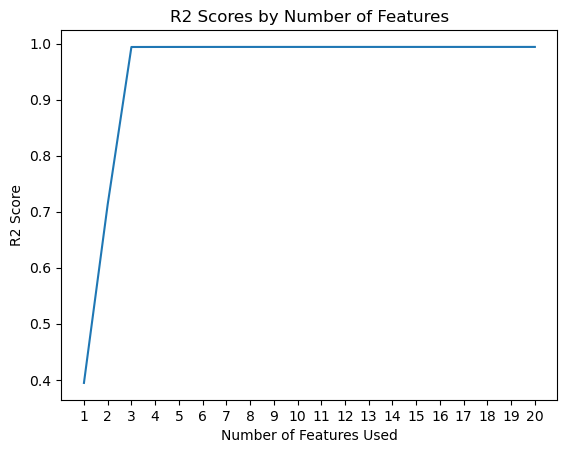 R2 Scores by Number of Features
1.0
0.9
0.8
0.7
0.6
0.5
0.4
R2 Score
1 2 3 4 5 6 7 8 9 10 11 12 13 14 15 16 17 18 19 20
Number of Features Used